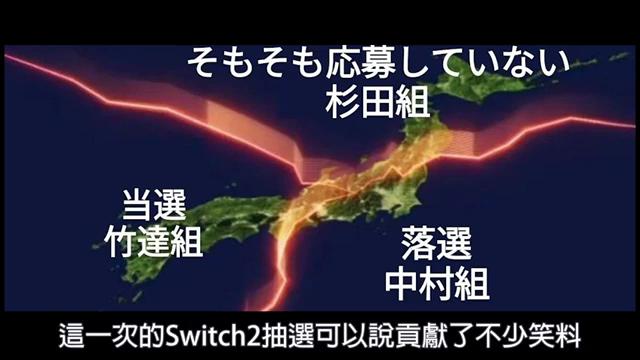 そもそも応募していない
杉田組
当選
竹達組
落選
中村組
這一次的Switch2抽選可以說貢獻了不少笑料